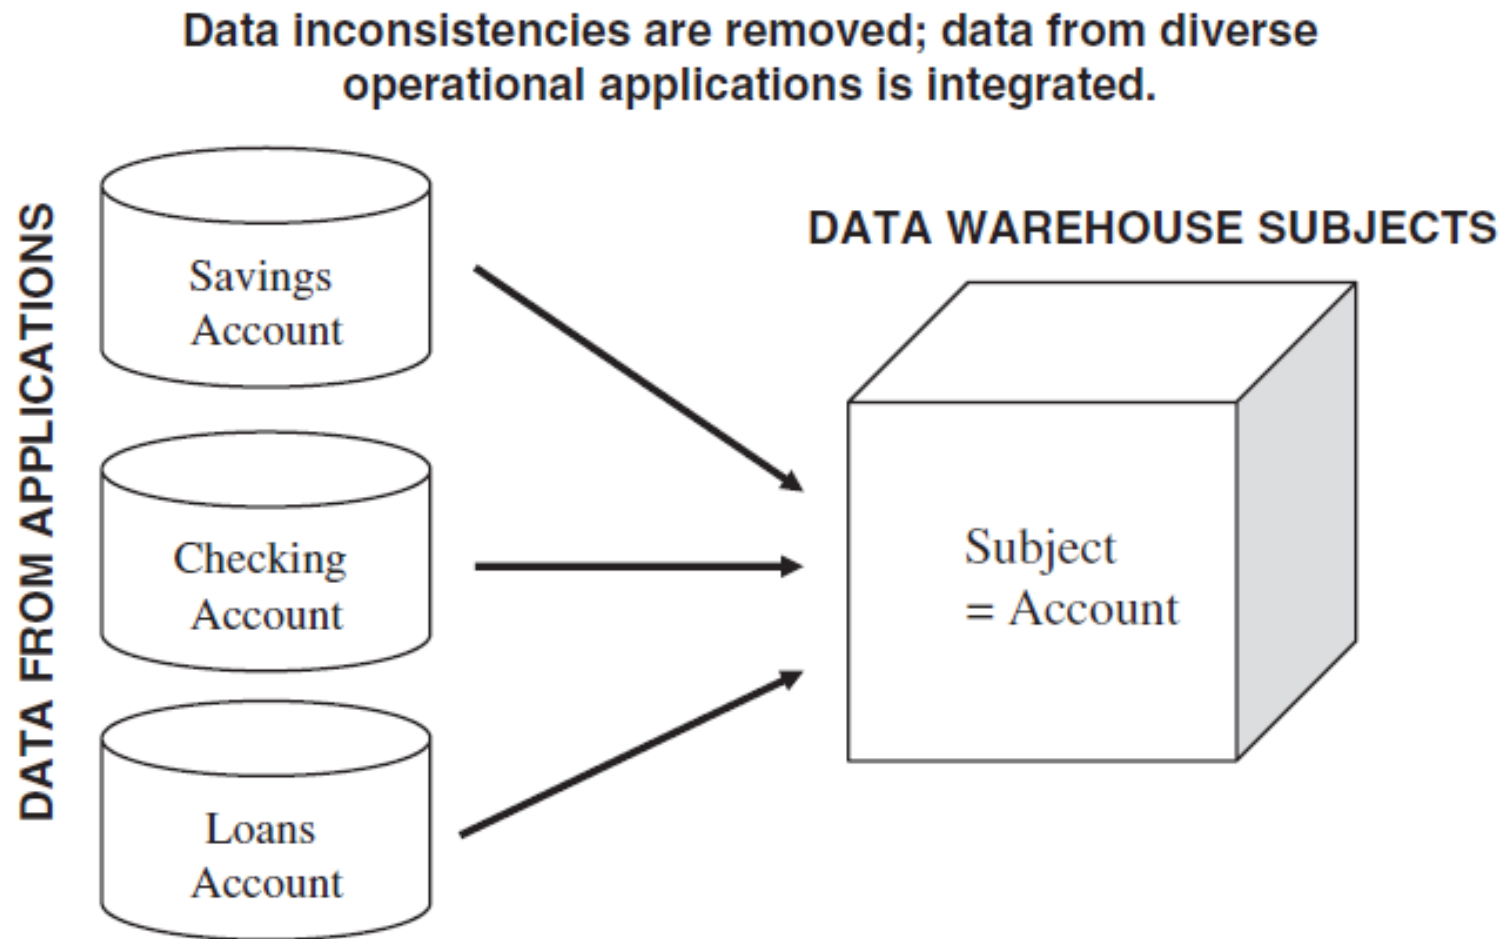 Data inconsistencies are removed; data from diverse
operational applications is integrated.
DATA FROM APPLICATIONS
Savings
Account
Checking
Account
Loans
Account
DATA WAREHOUSE SUBJECTS
Subject
= Account